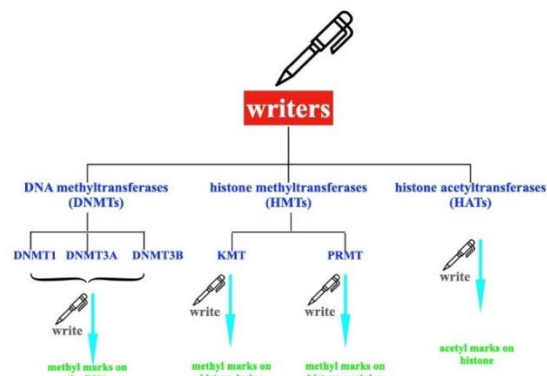 writers
DNA methyltransferases
(DNMTs)
histone methyltransferases
(HMTs)
histone acetyltransferases
(HATs)
DNMT1 DNMT3A DNMT3B
KMT
PRMT
write
write
write
write
methyl marks on
methyl marks on
methyl marks on
acetyl marks on
histone